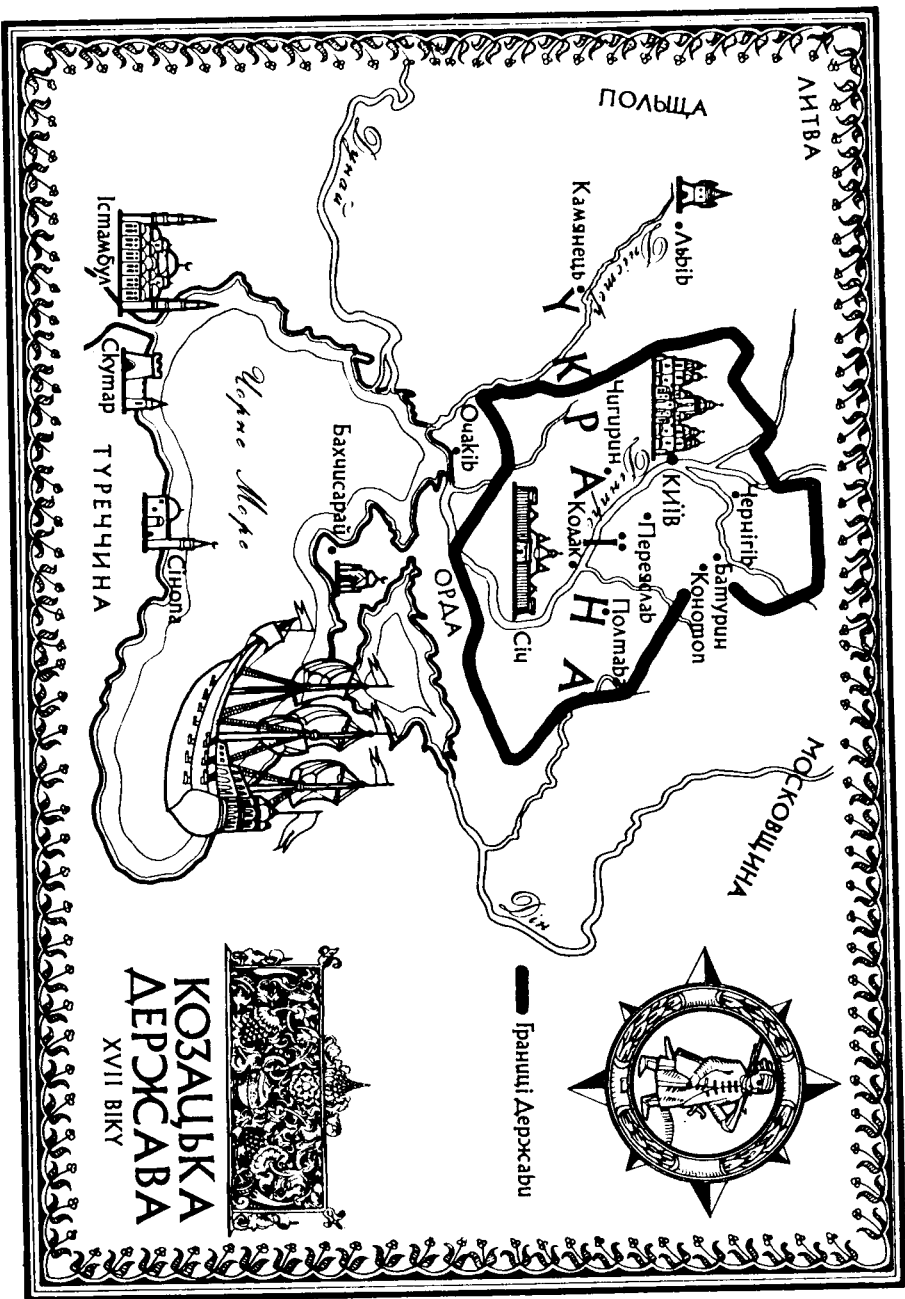 ЛИТВА
ПОЛЬЩА
МОСКОВЩИНА
Львів
Дністер
Камянець
УКРАЇНА
КИЇВ
Чернігів
Батурин
Конотоп
Переяслав
Полтава
Чигирин
Дніпро
Кодак
Січ
Очаків
ОРДА
Дунай
Дін
Бахчисарай
Чорне Море
Істамбул
Скутар
Сінопа
ТУРЕЧЧИНА
Границі Держави
КОЗАЦЬКА
ДЕРЖАВА
XVII ВІКУ